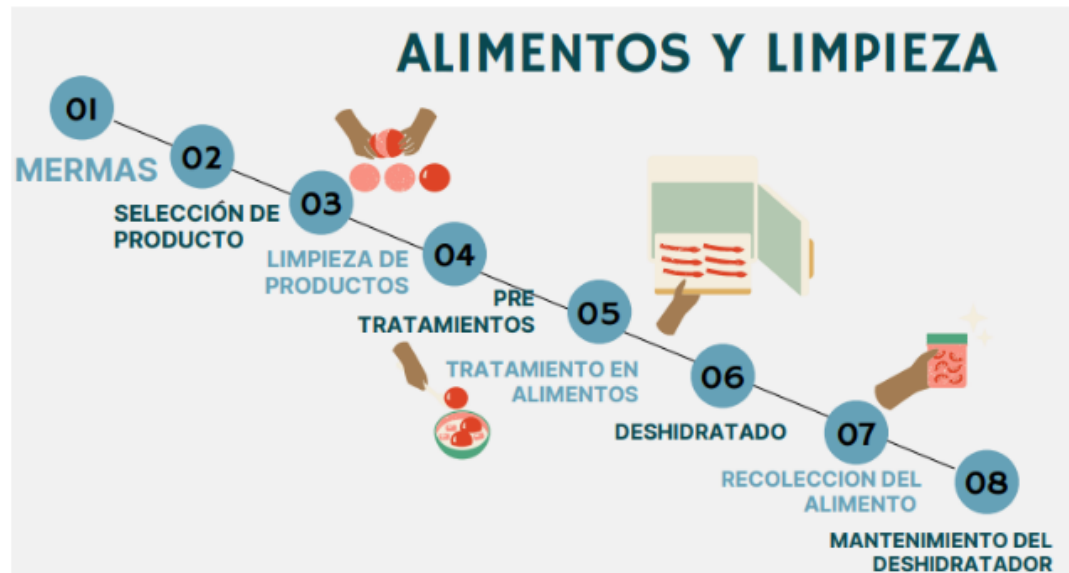 ALIMENTOS Y LIMPIEZA
01
MERMAS
02
SELECCIÓN DE
PRODUCTO
03
LIMPIEZA DE
PRODUCTOS
04
PRE
TRATAMIENTOS
05
TRATAMIENTO EN
ALIMENTOS
06
DESHIDRATADO
07
RECOLECCION DEL
ALIMENTO
08
MANTENIMIENTO DEL
DESHIDRATADOR